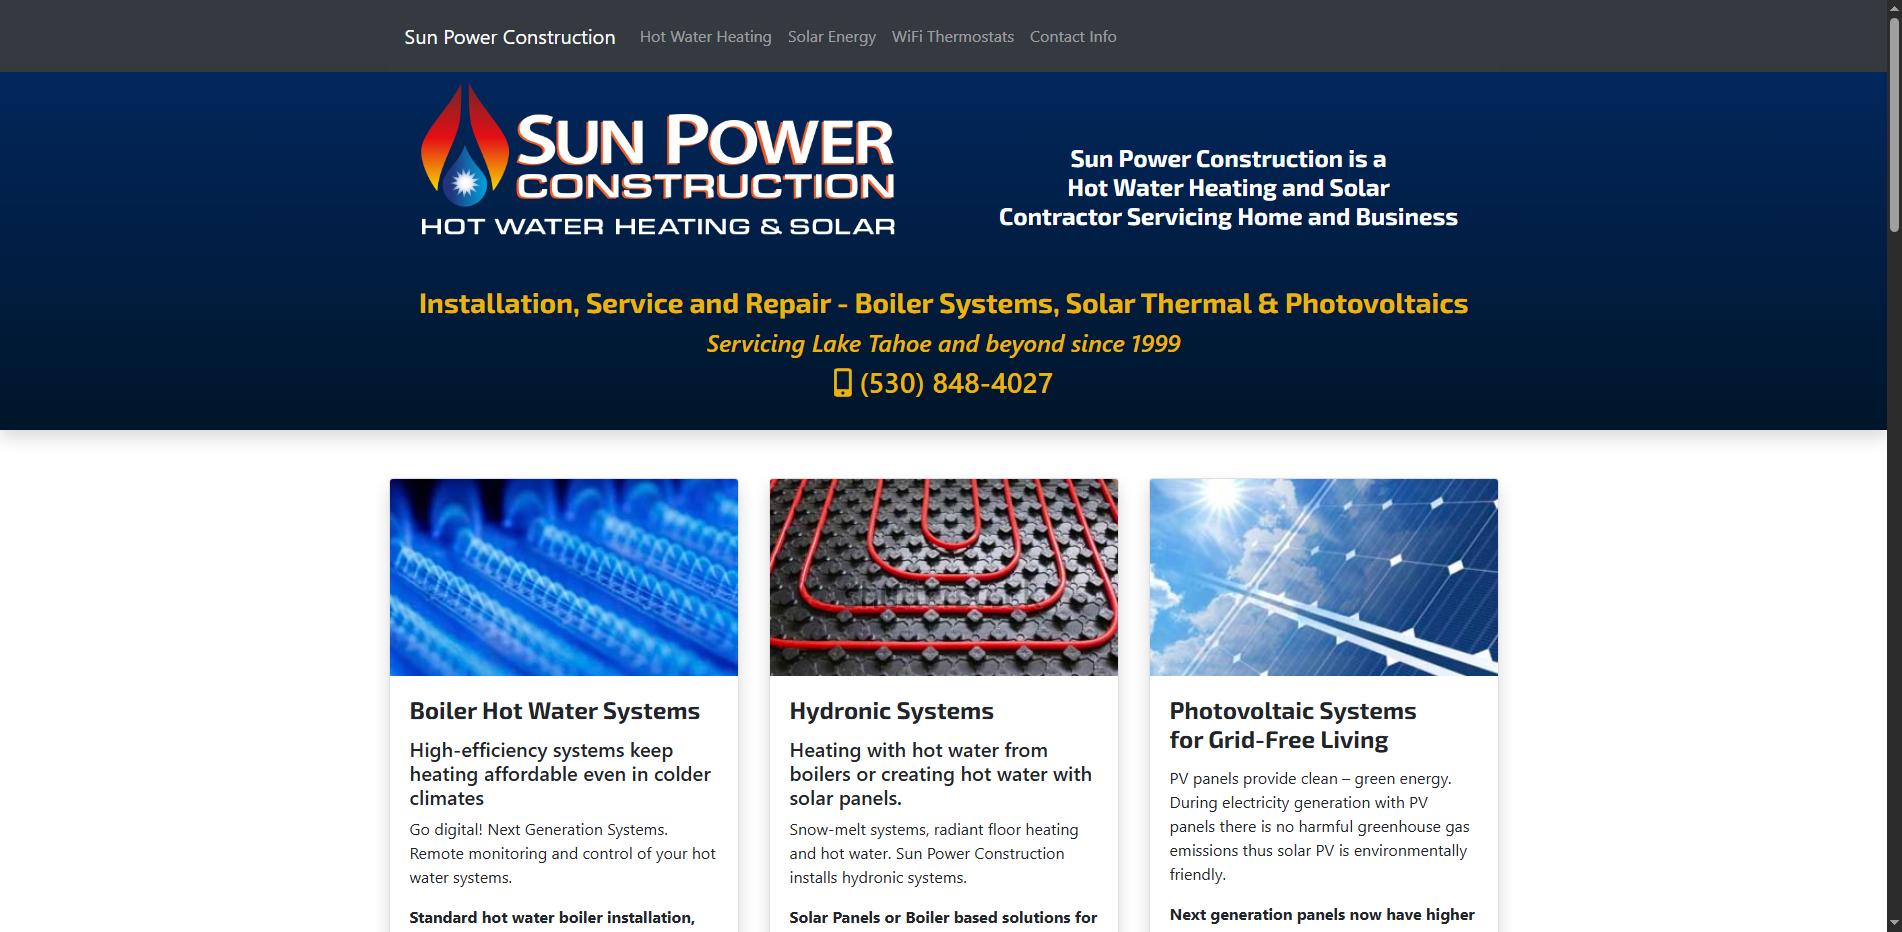 Sun Power Construction Hot Water Heating Solar Energy WiFi Thermostats Contact Info
SUN POWER
CONSTRUCTION
HOT WATER HEATING & SOLAR
Sun Power Construction is a
Hot Water Heating and Solar
Contractor Servicing Home and Business
Installation, Service and Repair - Boiler Systems, Solar Thermal & Photovoltaics
Servicing Lake Tahoe and beyond since 1999
(530) 848-4027
Boiler Hot Water Systems
High-efficiency systems keep
heating affordable even in colder
climates
Go digital! Next Generation Systems.
Remote monitoring and control of your hot
water systems.
Standard hot water boiler installation,
Hydronic Systems
Heating with hot water from
boilers or creating hot water with
solar panels.
Snow-melt systems, radiant floor heating
and hot water. Sun Power Construction
installs hydronic systems.
Solar Panels or Boiler based solutions for
Photovoltaic Systems
for Grid-Free Living
PV panels provide clean – green energy.
During electricity generation with PV
panels there is no harmful greenhouse gas
emissions thus solar PV is environmentally
friendly.
Next generation panels now have higher